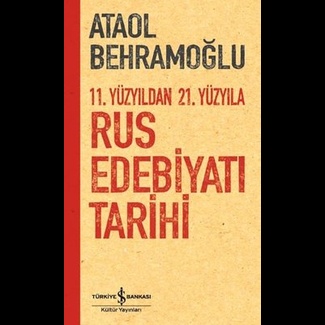 ATAOL
BEHRAMOĞLU
11. YÜZYILDAN 21. YÜZYILA
RUS
EDEBİYATI
TARİHİ
TÜRKİYE İŞ BANKASI
Kültür Yayınları